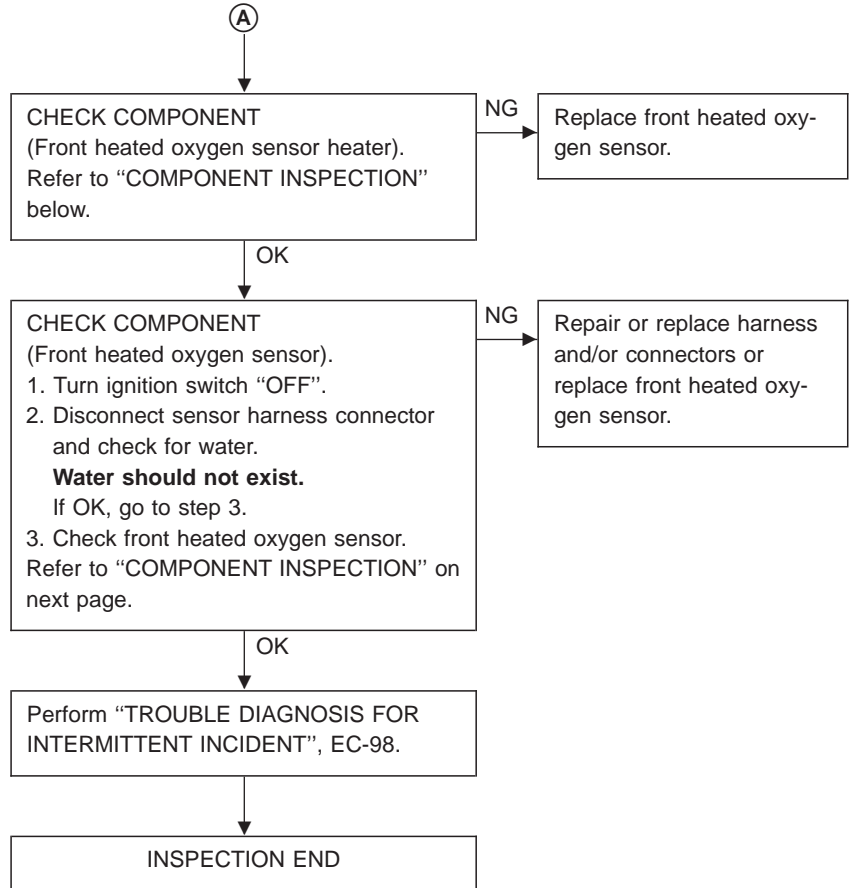 A
CHECK COMPONENT
(Front heated oxygen sensor heater).
Refer to ‘‘COMPONENT INSPECTION’’
below.
NG
Replace front heated oxy-
gen sensor.
OK
CHECK COMPONENT
(Front heated oxygen sensor).
1. Turn ignition switch ‘‘OFF’’.
2. Disconnect sensor harness connector
and check for water.
Water should not exist.
If OK, go to step 3.
3. Check front heated oxygen sensor.
Refer to ‘‘COMPONENT INSPECTION’’ on
next page.
NG
Repair or replace harness
and/or connectors or
replace front heated oxy-
gen sensor.
OK
Perform ‘‘TROUBLE DIAGNOSIS FOR
INTERMITTENT INCIDENT’’, EC-98.
INSPECTION END